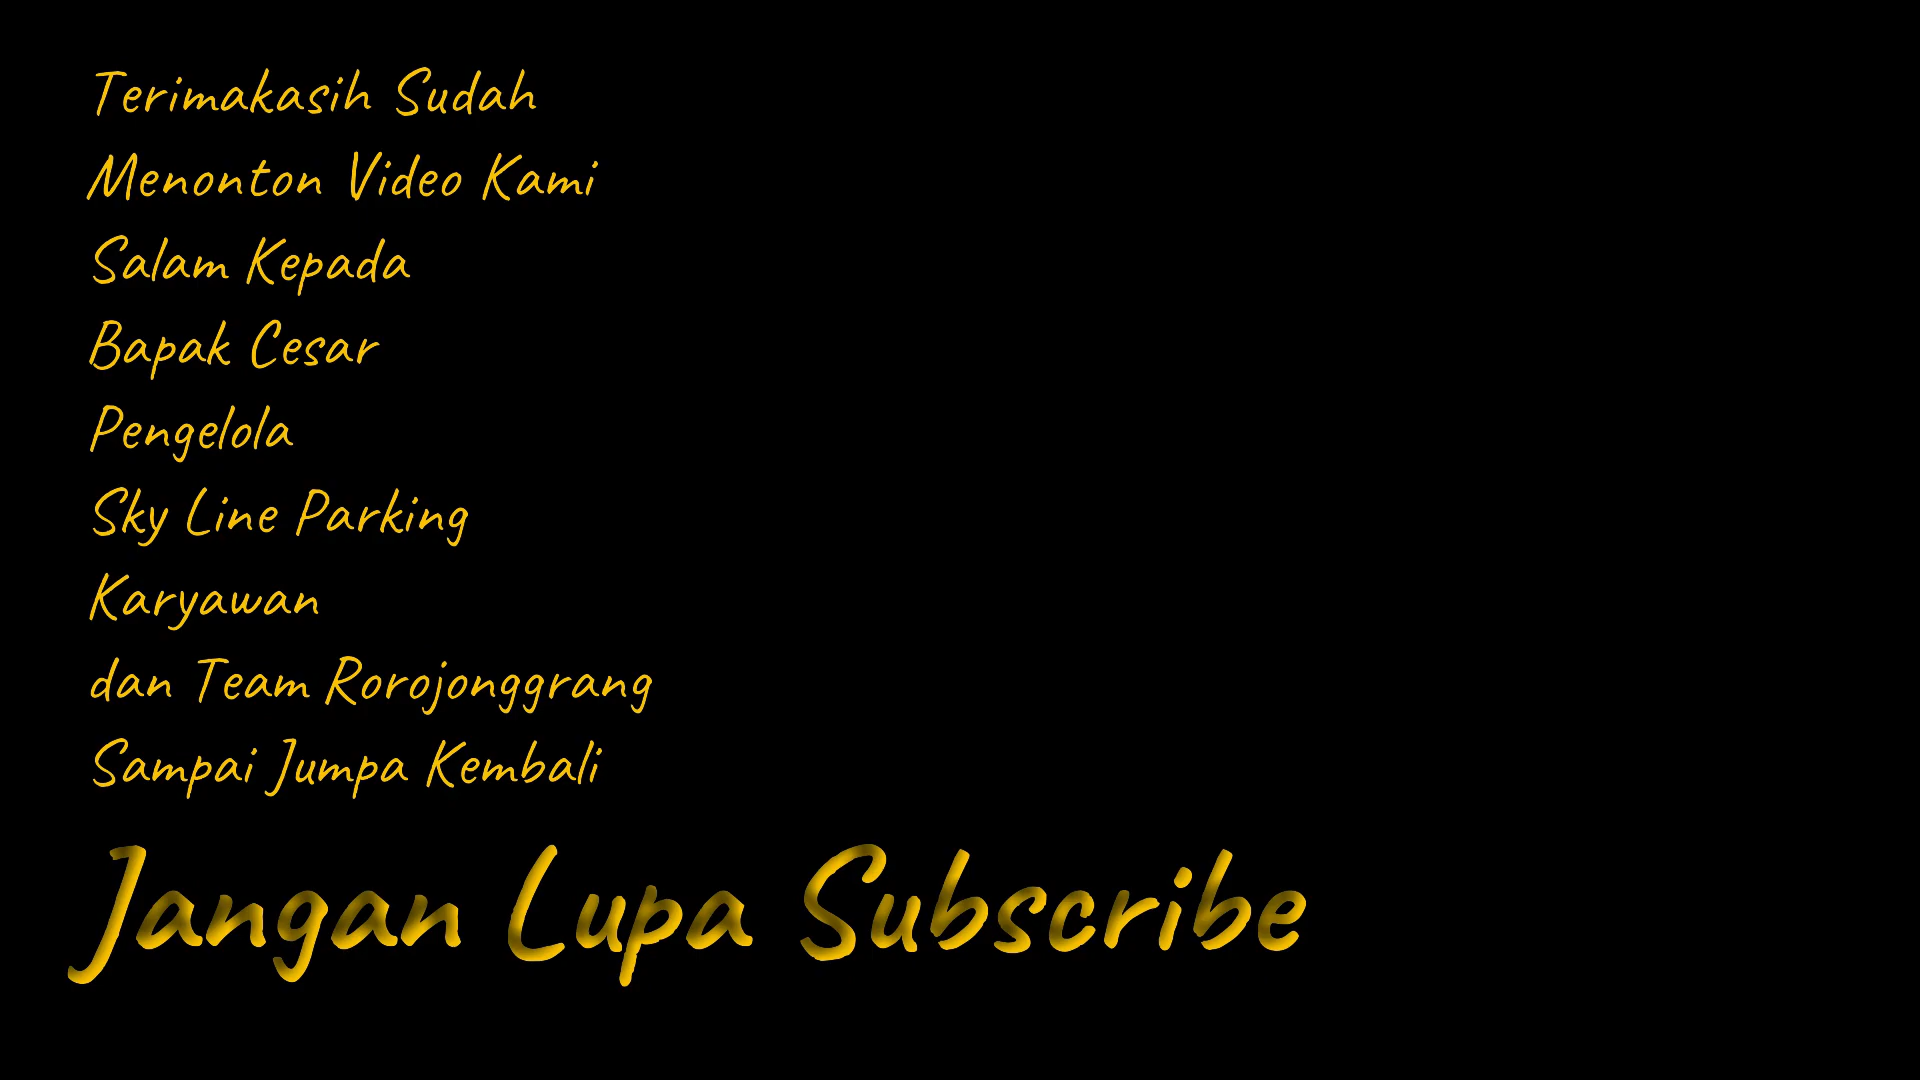 Terimakasih Sudah
Menonton Video Kami
Salam Kepada
Bapak Cesar
Pengelola
Sky Line Parking
Karyawan
dan Team Rorojonggrang
Sampai Jumpa Kembali
Jangan Lupa Subscribe